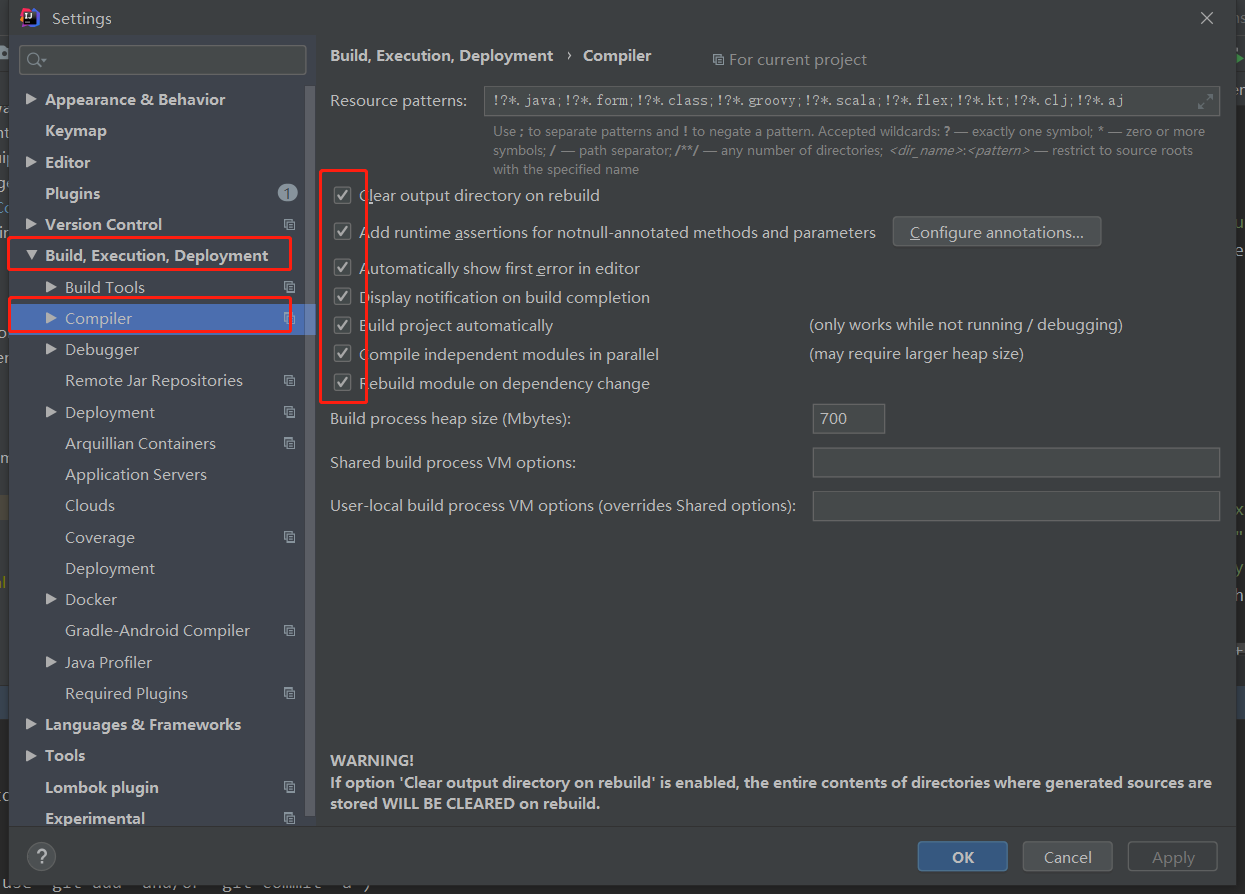 Settings
Appearance & Behavior
Keymap
Editor
Plugins
1
Version Control
Build, Execution, Deployment
Build Tools
Compiler
Debugger
Remote Jar Repositories
Deployment
Arquillian Containers
Application Servers
Clouds
Coverage
Deployment
Docker
Gradle-Android Compiler
Java Profiler
Required Plugins
Languages & Frameworks
Tools
Lombok plugin
Experimental
Build, Execution, Deployment › Compiler
For current project
Resource patterns: !?*.java;!?*.form;!?*.class;!?*.groovy;!?*.scala;!?*.flex;!?*.kt;!?*.clj;!?*.aj
Use ; to separate patterns and ! to negate a pattern. Accepted wildcards: ? — exactly one symbol; * — zero or more
symbols; / — path separator; /**/ — any number of directories; <dir_name>:<pattern> — restrict to source roots
with the specified name
Clear output directory on rebuild
Add runtime assertions for notnull-annotated methods and parameters Configure annotations...
Automatically show first error in editor
Display notification on build completion
Build project automatically (only works while not running / debugging)
Compile independent modules in parallel (may require larger heap size)
Rebuild module on dependency change
Build process heap size (Mbytes): 700
Shared build process VM options:
User-local build process VM options (overrides Shared options):
WARNING!
If option 'Clear output directory on rebuild' is enabled, the entire contents of directories where generated sources are
stored WILL BE CLEARED on rebuild.
?
OK
Cancel
Apply